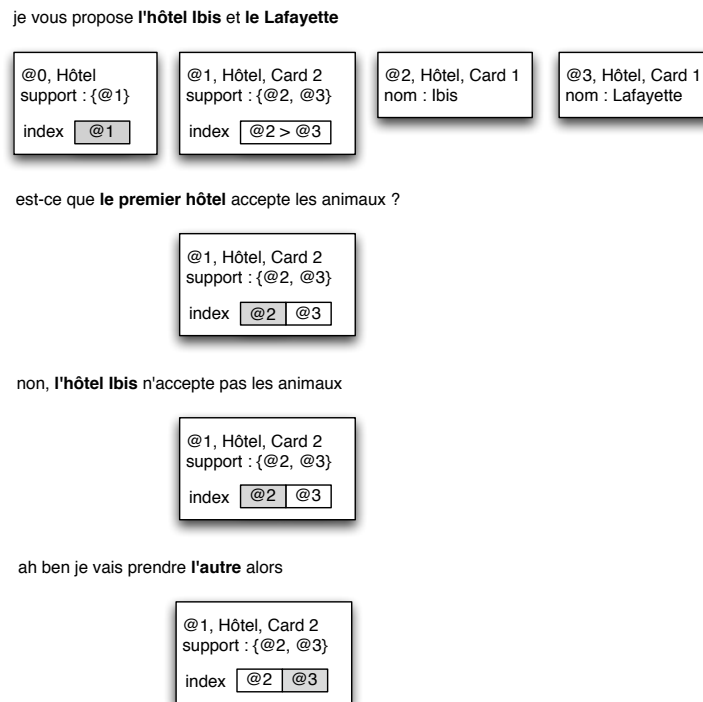 je vous propose l'hôtel Ibis et le Lafayette
@0, Hôtel
support : {@1}
index @1
@1, Hôtel, Card 2
support : {@2, @3}
index @2 > @3
@2, Hôtel, Card 1
nom : Ibis
@3, Hôtel, Card 1
nom : Lafayette
est-ce que le premier hôtel accepte les animaux ?
@1, Hôtel, Card 2
support : {@2, @3}
index @2 @3
non, l'hôtel Ibis n'accepte pas les animaux
@1, Hôtel, Card 2
support : {@2, @3}
index @2 @3
ah ben je vais prendre l'autre alors
@1, Hôtel, Card 2
support : {@2, @3}
index @2 @3